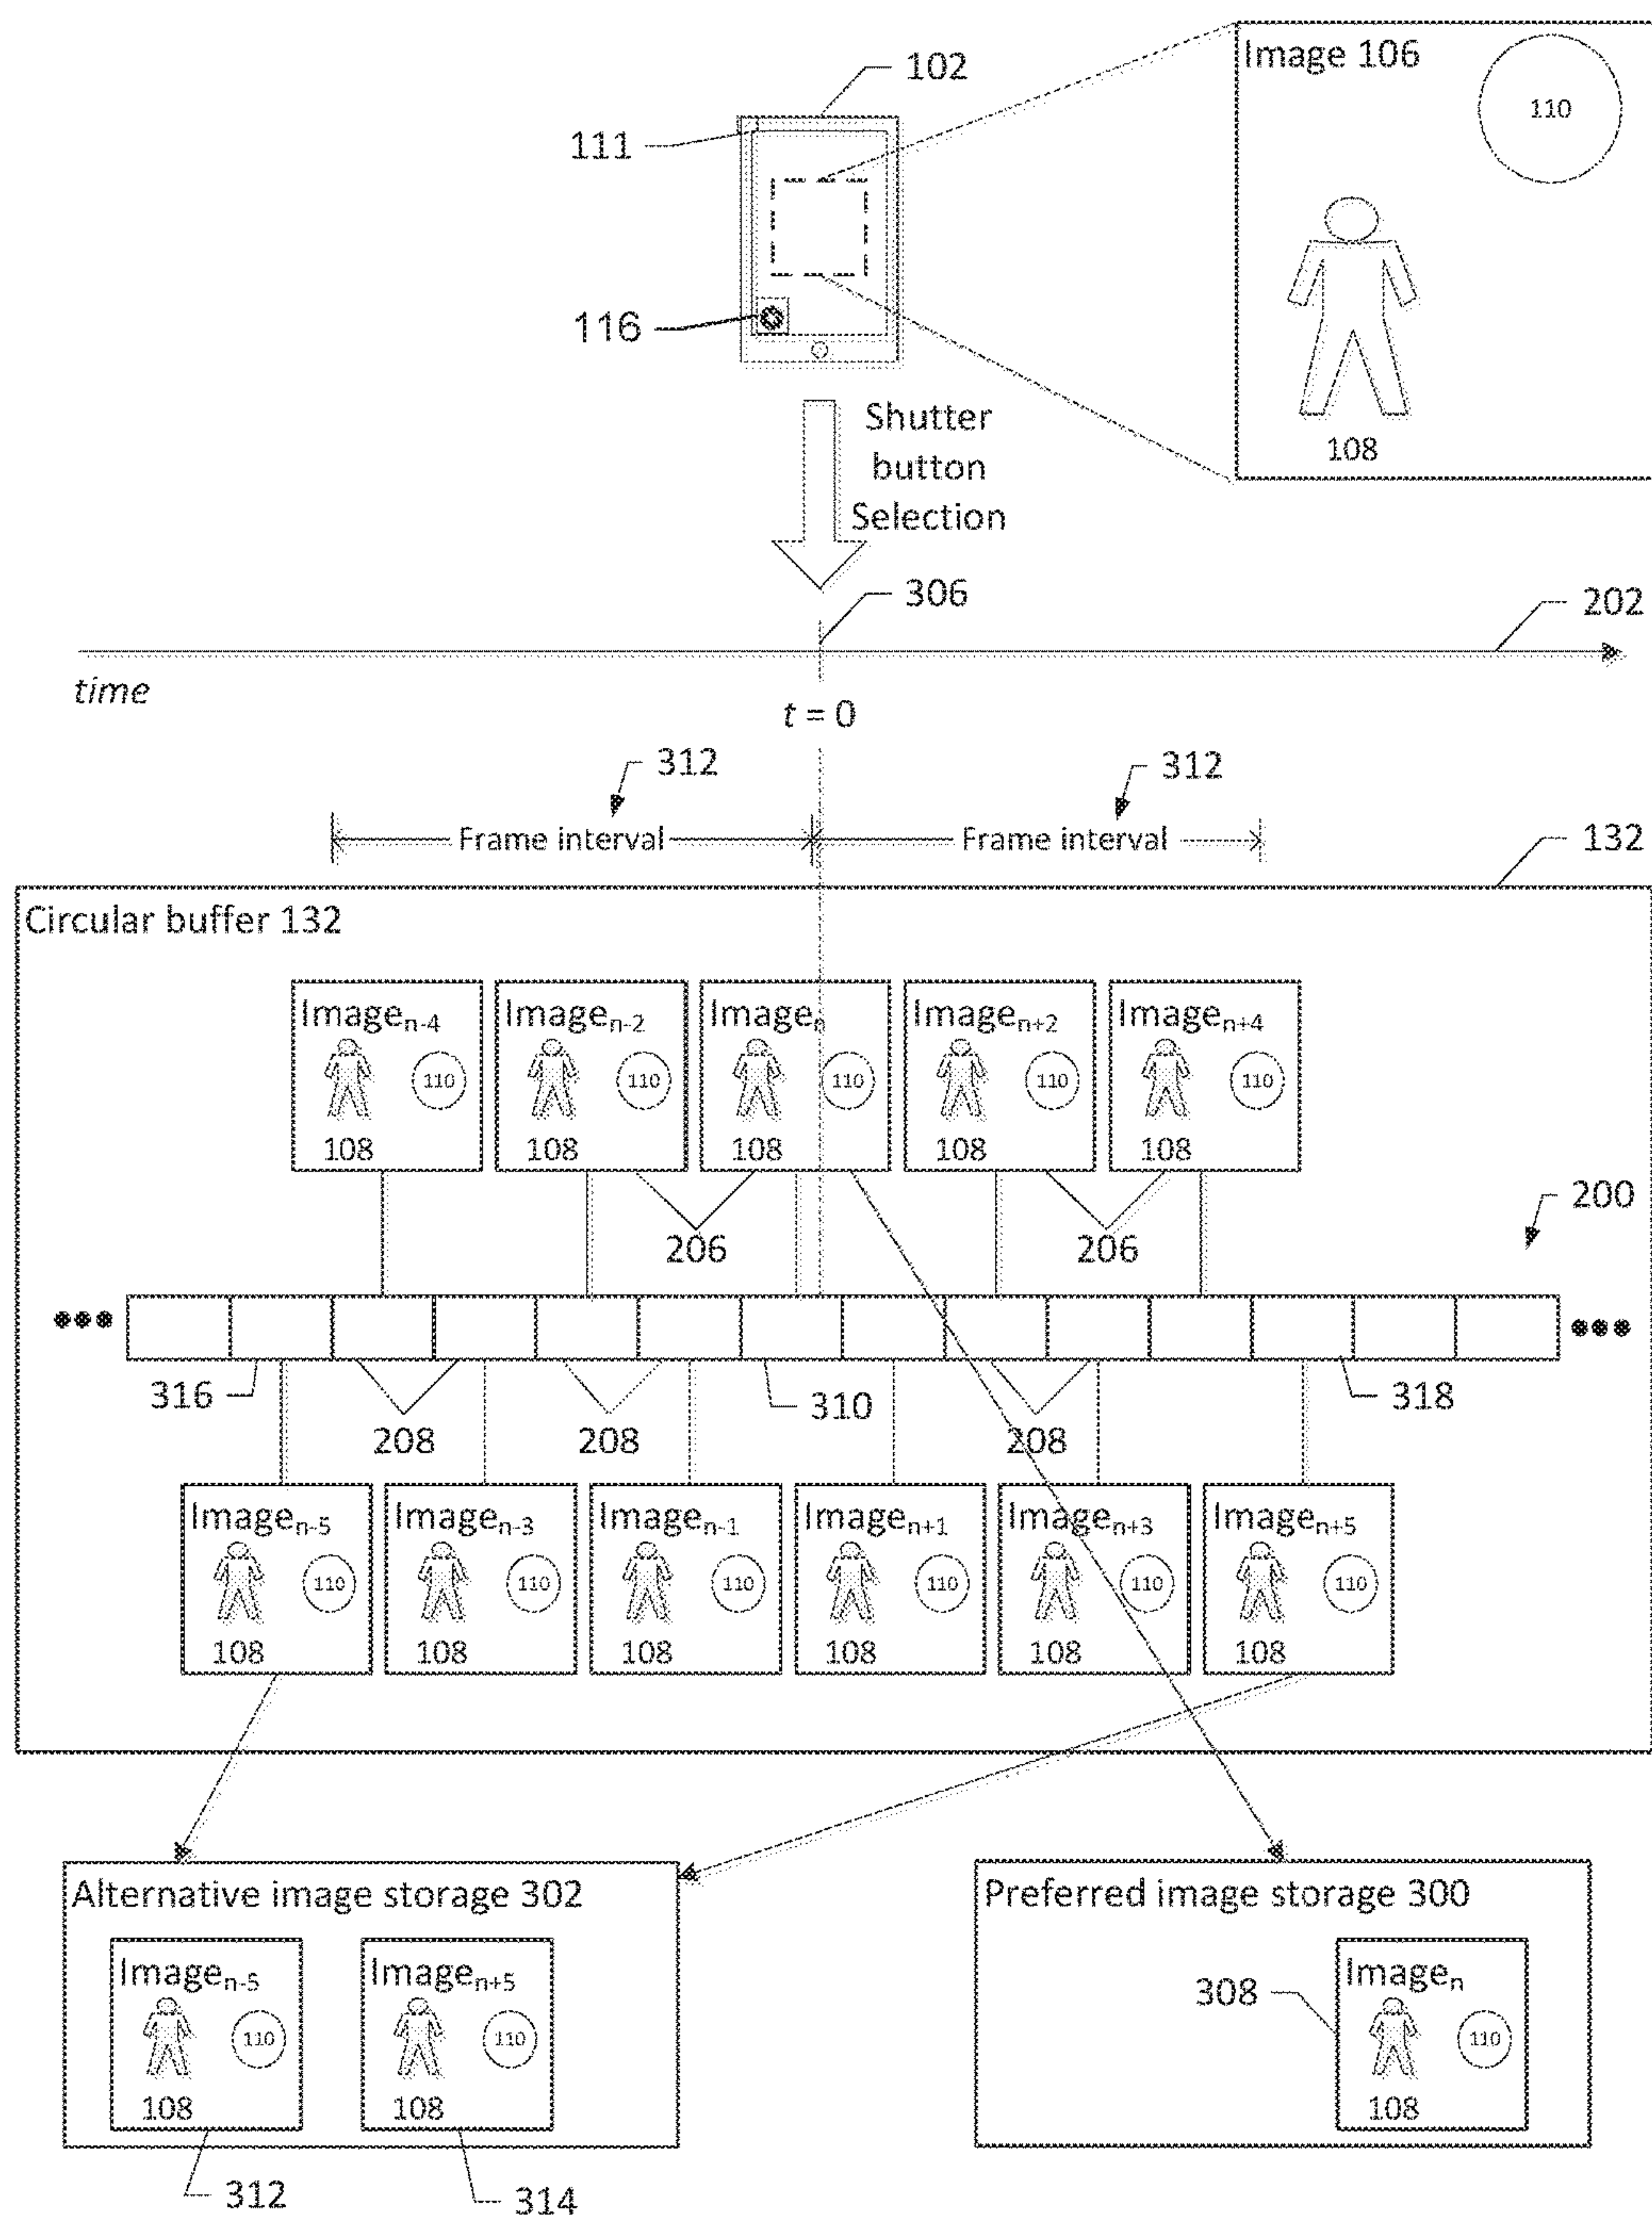 102
Image 106
110
111
116
108
Shutter
button
Selection
306
202
time
t = 0
312
312
Frame interval
Frame interval
132
Circular buffer 132
Imageₙ₋₄
Imageₙ₋₂
Imageₙ
Imageₙ₊₂
Imageₙ₊₄
110
110
110
110
110
108
108
108
108
108
200
206
206
316
310
318
208
208
208
Imageₙ₋₅
Imageₙ₋₃
Imageₙ₋₁
Imageₙ₊₁
Imageₙ₊₃
Imageₙ₊₅
110
110
110
110
110
110
108
108
108
108
108
108
Alternative image storage 302
Imageₙ₋₅
Imageₙ₊₅
110
110
108
108
312
314
Preferred image storage 300
308
Imageₙ
110
108